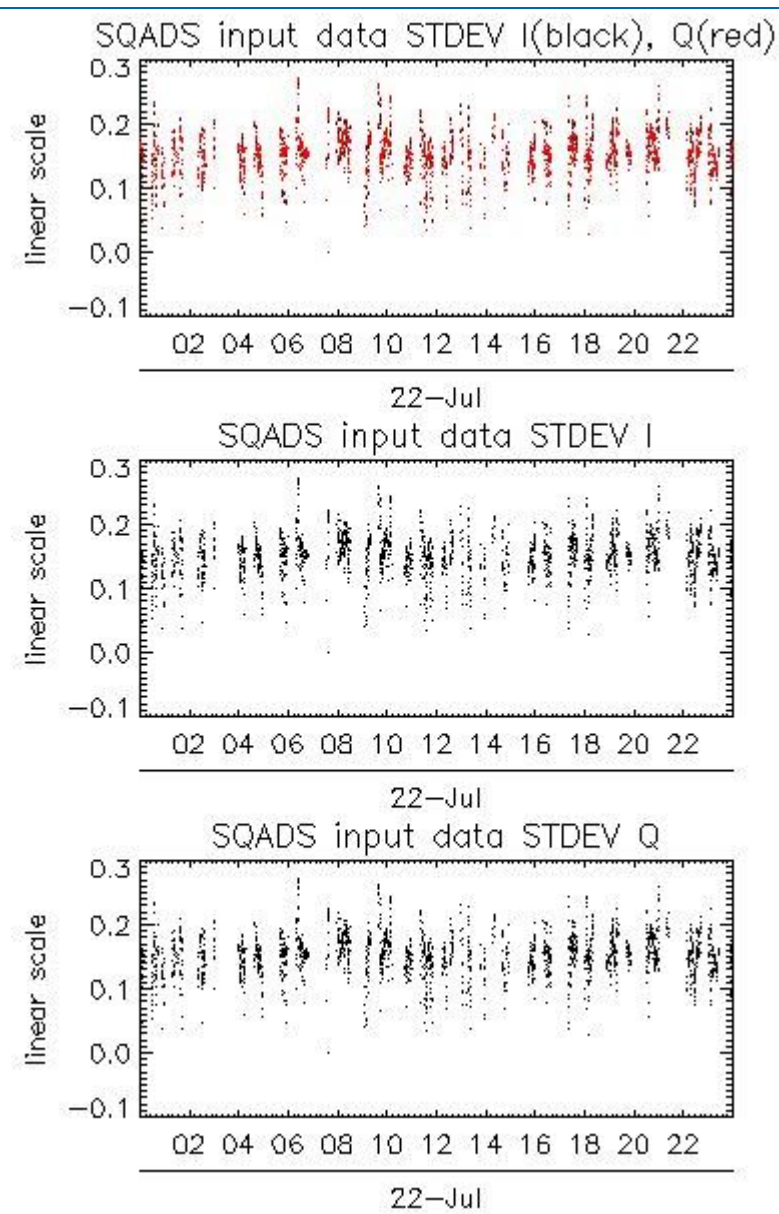 SQADS input data STDEV I(black), Q(red)
0.3
0.2
0.1
0.0
−0.1
linear scale
02 04 06 08 10 12 14 16 18 20 22
22−Jul
SQADS input data STDEV I
0.3
0.2
0.1
0.0
−0.1
linear scale
02 04 06 08 10 12 14 16 18 20 22
22−Jul
SQADS input data STDEV Q
0.3
0.2
0.1
0.0
−0.1
linear scale
02 04 06 08 10 12 14 16 18 20 22
22−Jul